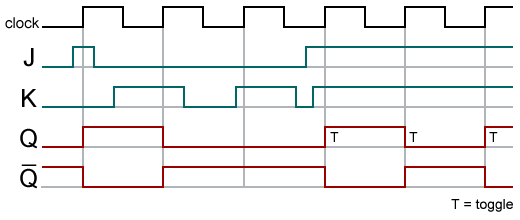 clock
J
K
Q T T T
Q̅
T = toggle